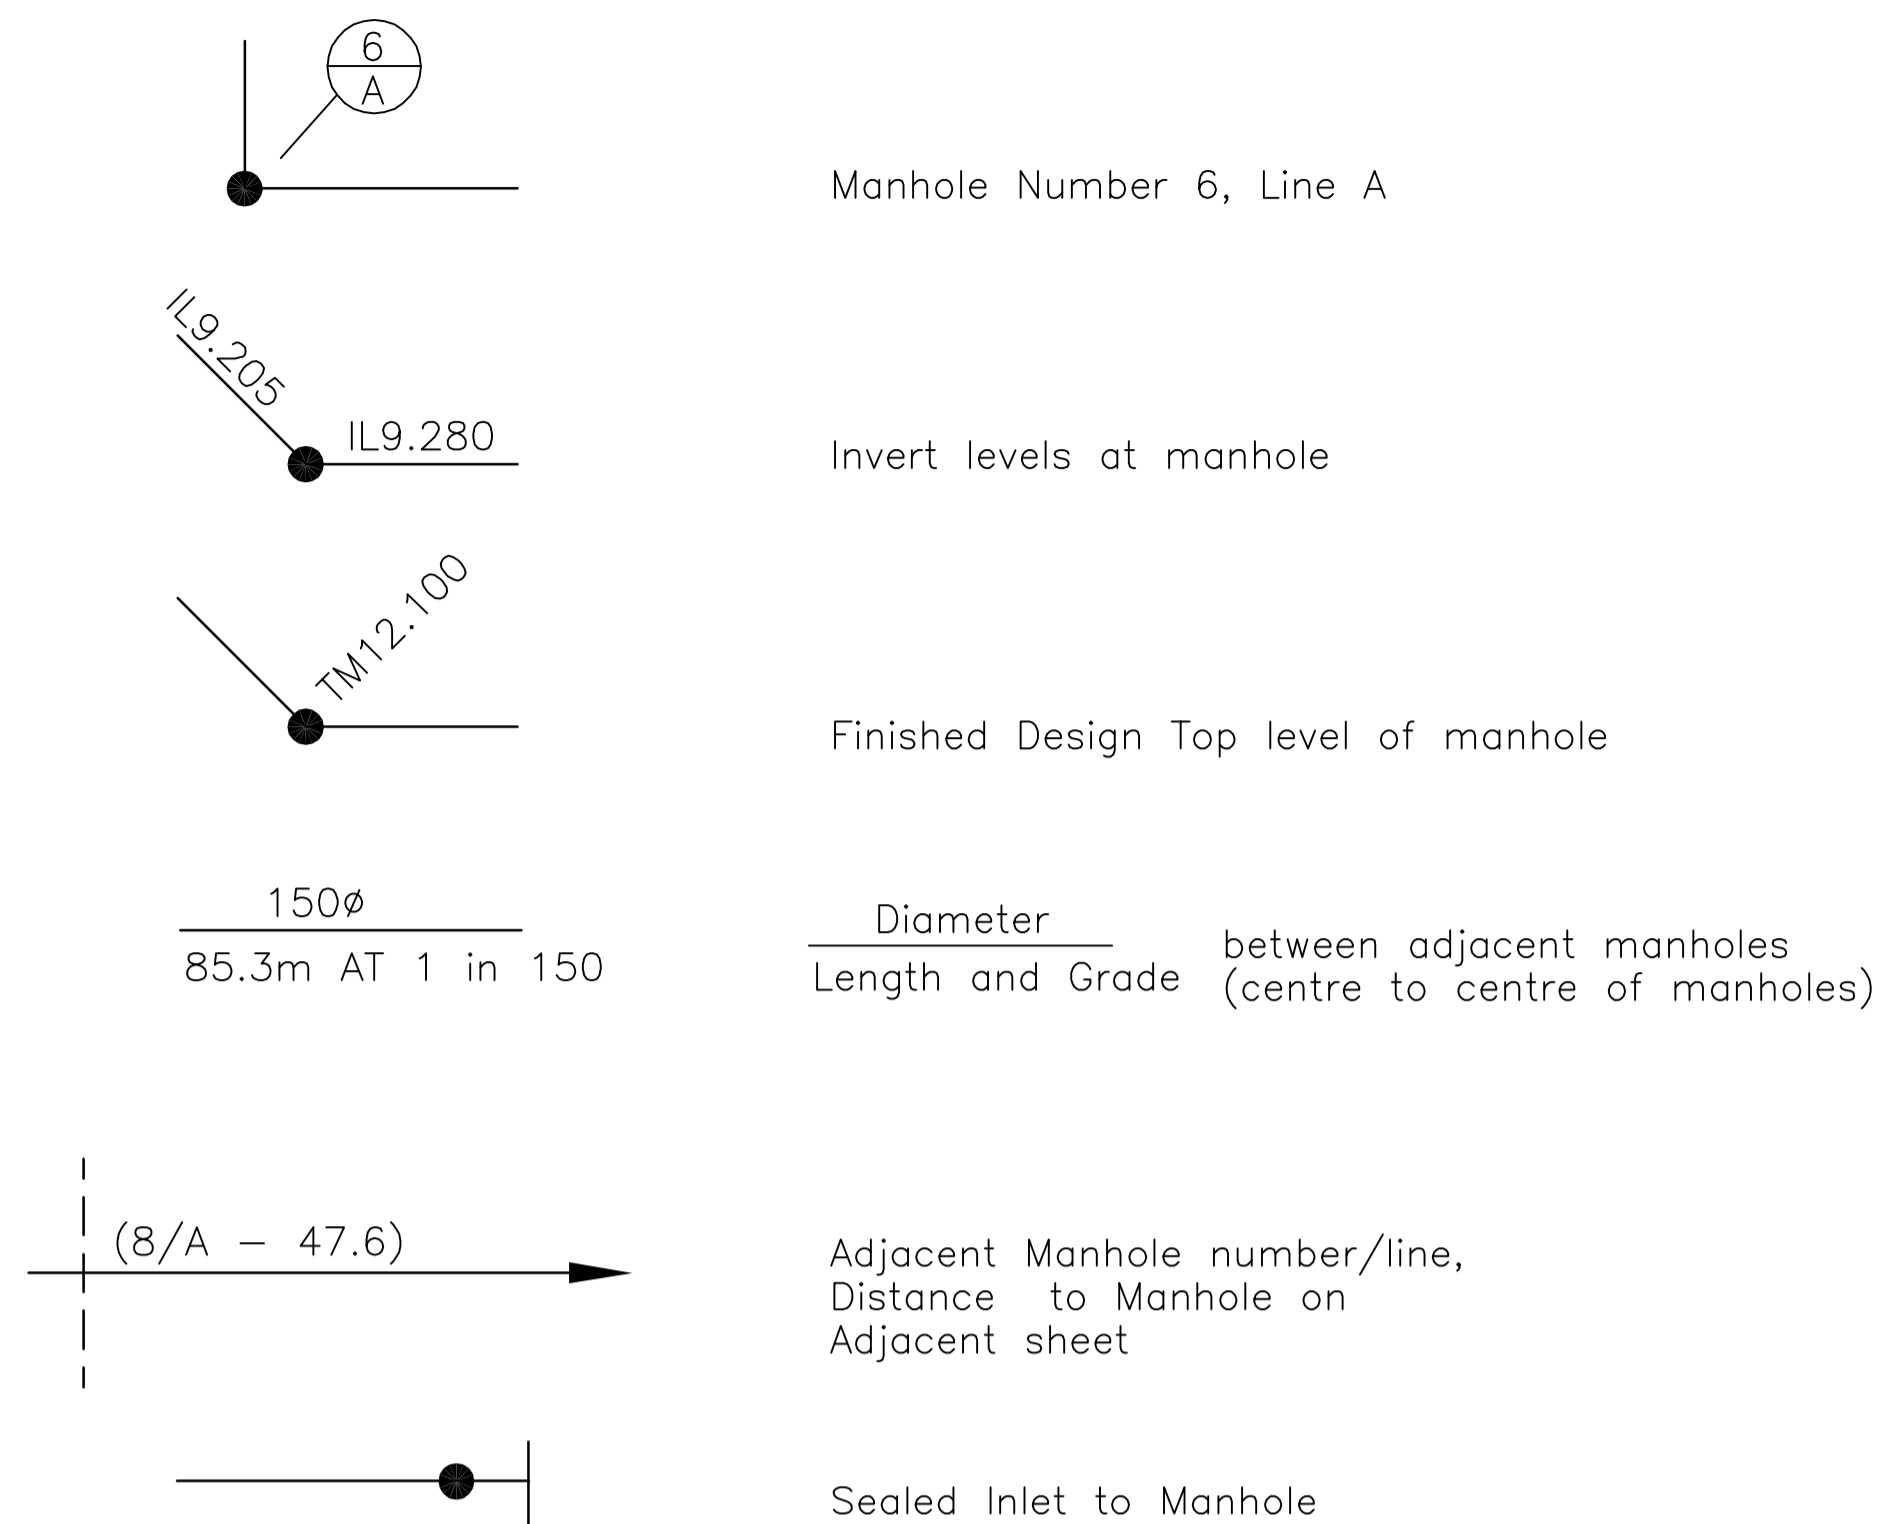 6
A
Manhole Number 6, Line A
IL9.205
IL9.280
Invert levels at manhole
TM12.100
Finished Design Top level of manhole
150ø
85.3m AT 1 in 150
Diameter
Length and Grade
between adjacent manholes
(centre to centre of manholes)
(8/A – 47.6)
Adjacent Manhole number/line,
Distance to Manhole on
Adjacent sheet
Sealed Inlet to Manhole